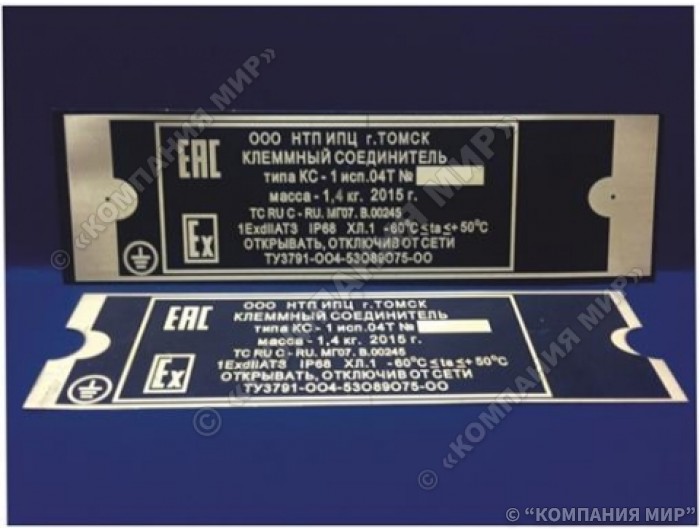 ООО НТП ИПЦ г.ТОМСК
КЛЕММНЫЙ СОЕДИНИТЕЛЬ
типа КС - 1 исп.04Т №
масса - 1,4 кг. 2015 г.
ТС RU C - RU. МГ07. В.00245
1ExdIIAT3 IP68 ХЛ.1 -60°C≤ta≤+50°C
ОТКРЫВАТЬ, ОТКЛЮЧИВ ОТ СЕТИ
ТУ3791-004-53089075-00
EAC
Ex
ООО НТП ИПЦ г.ТОМСК
КЛЕММНЫЙ СОЕДИНИТЕЛЬ
типа КС - 1 исп.04Т №
масса - 1,4 кг. 2015 г.
ТС RU C - RU. МГ07. В.00245
1ExdIIAT3 IP68 ХЛ.1 -60°C≤ta≤+50°C
ОТКРЫВАТЬ, ОТКЛЮЧИВ ОТ СЕТИ
ТУ3791-004-53089075-00
EAC
Ex
© «КОМПАНИЯ МИР»
© «КОМПАНИЯ МИР»
© «КОМПАНИЯ МИР»
© «КОМПАНИЯ МИР»
© “КОМПАНИЯ МИР”